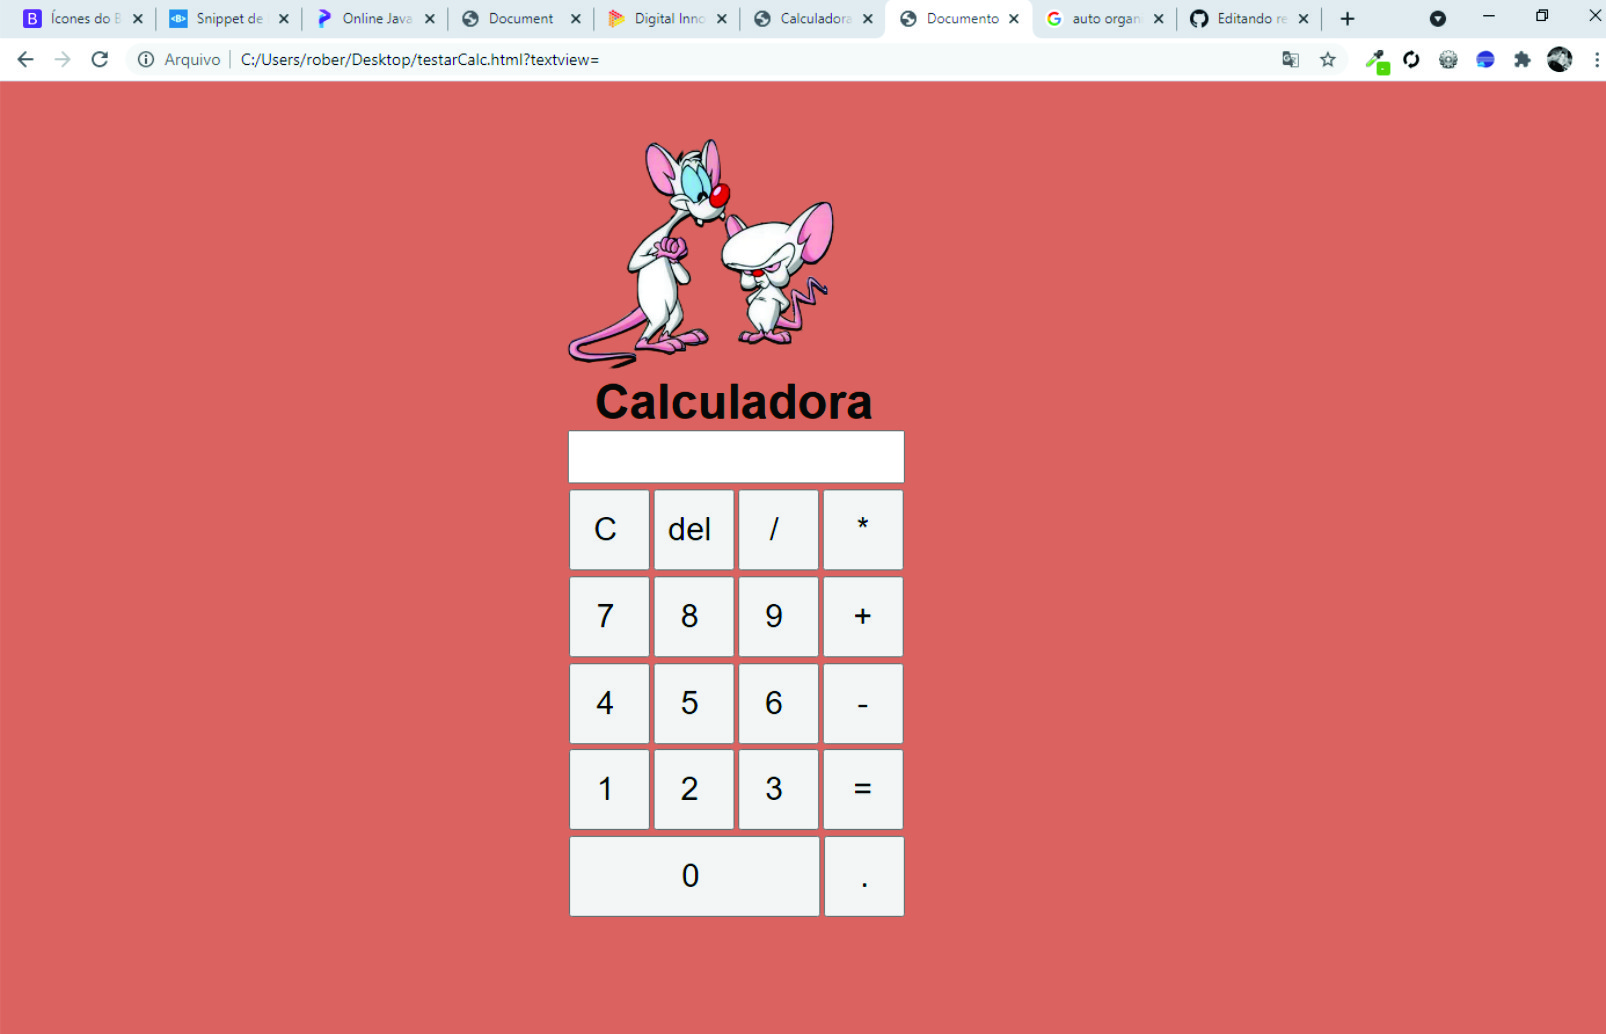 Ícones do B
Snippet de
Online Java
Document
Digital Inno
Calculadora
Documento
auto organ
Editando re
Arquivo C:/Users/rober/Desktop/testarCalc.html?textview=
Calculadora
C del / *
7 8 9 +
4 5 6 -
1 2 3 =
0 .